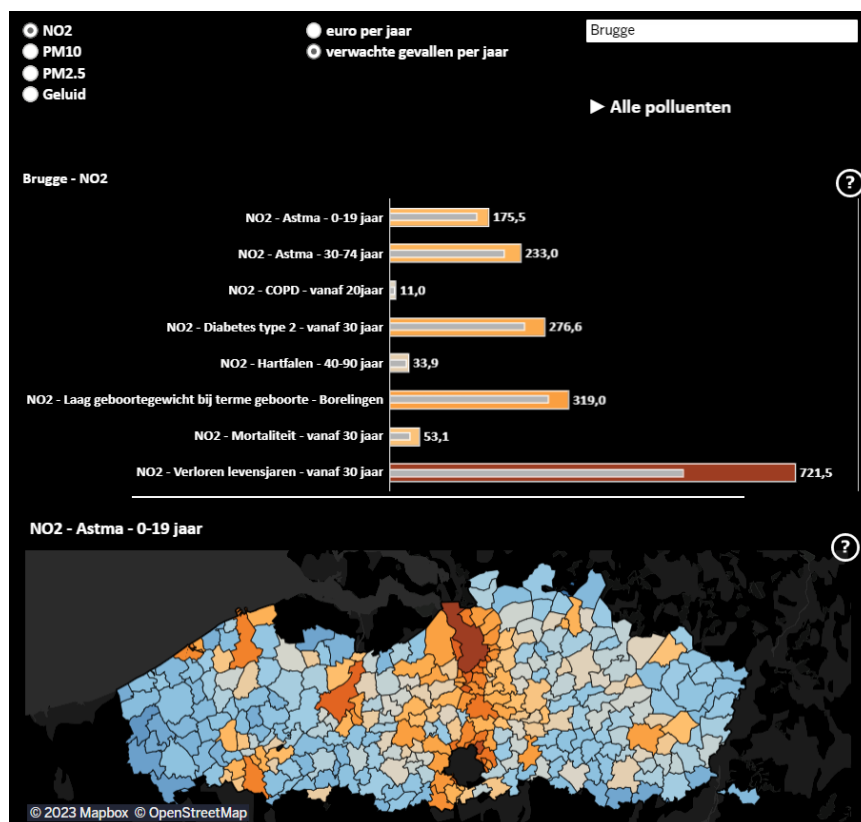 NO2
euro per jaar
Brugge
PM10
verwachte gevallen per jaar
PM2.5
Geluid
▶ Alle polluenten
Brugge - NO2
?
NO2 - Astma - 0-19 jaar 175,5
NO2 - Astma - 30-74 jaar 233,0
NO2 - COPD - vanaf 20jaar 11,0
NO2 - Diabetes type 2 - vanaf 30 jaar 276,6
NO2 - Hartfalen - 40-90 jaar 33,9
NO2 - Laag geboortegewicht bij terme geboorte - Borelingen 319,0
NO2 - Mortaliteit - vanaf 30 jaar 53,1
NO2 - Verloren levensjaren - vanaf 30 jaar 721,5
NO2 - Astma - 0-19 jaar
?
© 2023 Mapbox © OpenStreetMap